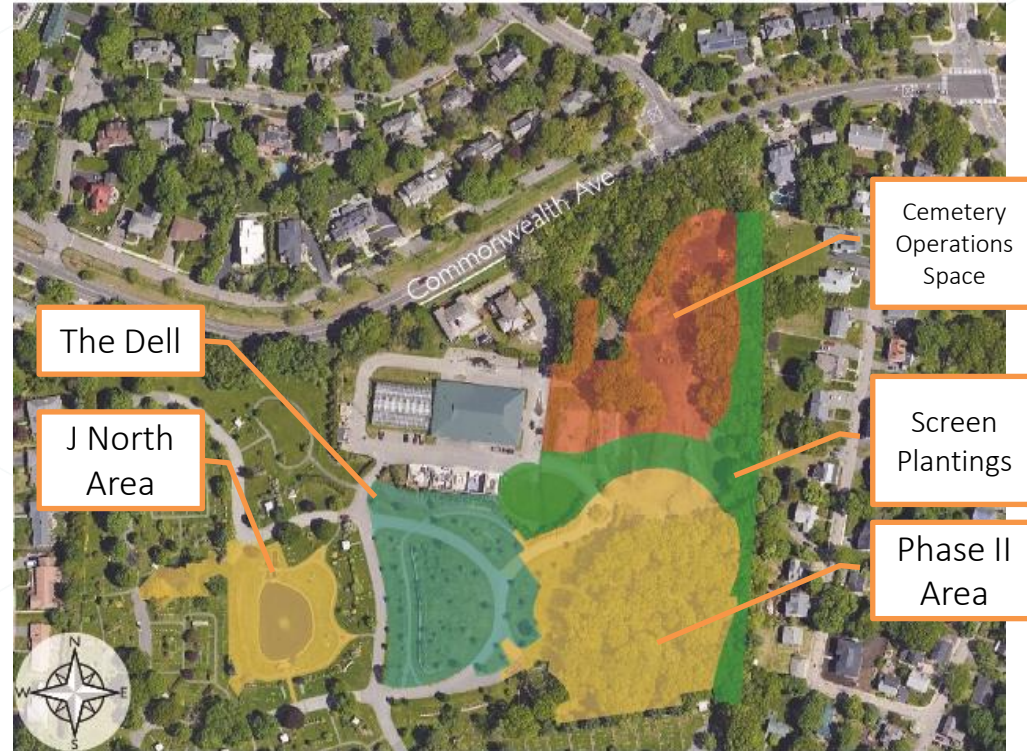 Commonwealth Ave
Cemetery
Operations
Space
The Dell
J North
Area
Screen
Plantings
Phase II
Area
N
W
E
S